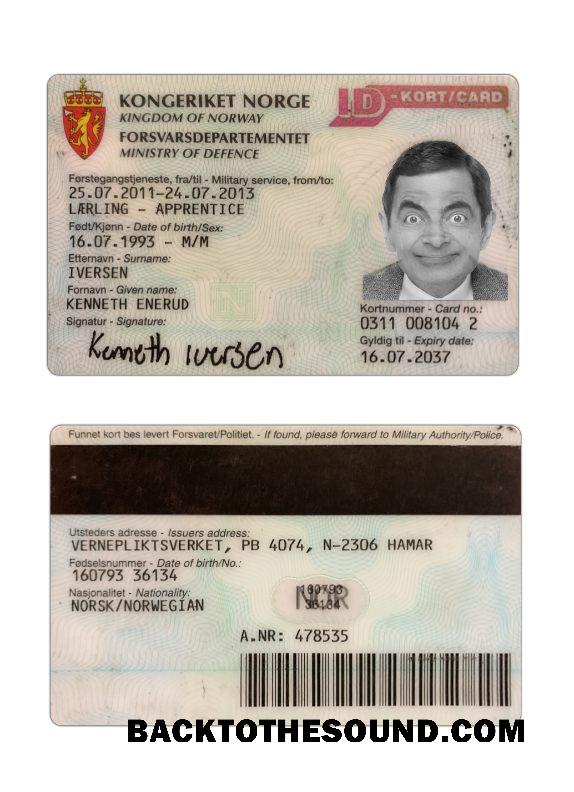 KONGERIKET NORGE
KINGDOM OF NORWAY
FORSVARSDEPARTEMENTET
MINISTRY OF DEFENCE
ID-KORT/CARD
Førstegangstjeneste, fra/til - Military service, from/to:
25.07.2011-24.07.2013
LÆRLING - APPRENTICE
Født/Kjønn - Date of birth/Sex:
16.07.1993 - M/M
Etternavn - Surname:
IVERSEN
Fornavn - Given name:
KENNETH ENERUD
Signatur - Signature:
Kenneth Iversen
Kortnummer - Card no.:
0311 008104 2
Gyldig til - Expiry date:
16.07.2037
Funnet kort bes levert Forsvaret/Politiet. - If found, please forward to Military Authority/Police.
Utsteders adresse - Issuers address:
VERNEPLIKTSVERKET, PB 4074, N-2306 HAMAR
Fødselsnummer - Date of birth/No.:
160793 36134
Nasjonalitet - Nationality:
NORSK/NORWEGIAN
NOR
160793
36134
A.NR: 478535
BACKTOTHESOUND.COM